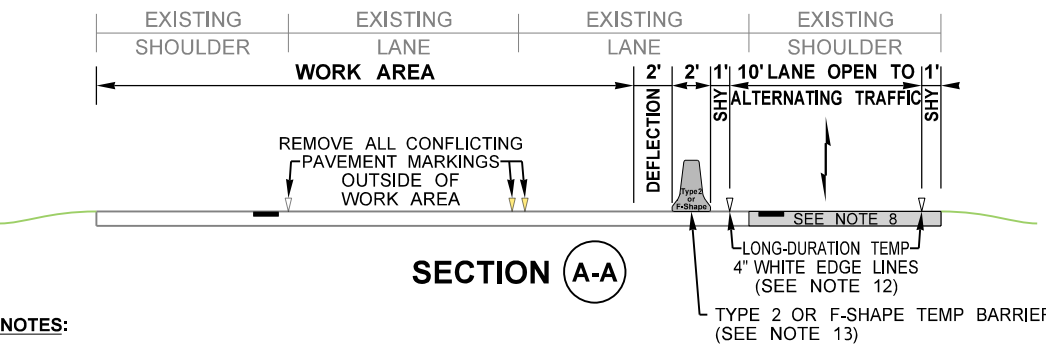 EXISTING EXISTING EXISTING EXISTING
SHOULDER LANE LANE SHOULDER
WORK AREA 2' 2' 1' 10' LANE OPEN TO 1'
ALTERNATING TRAFFIC
DEFLECTION
SHY
SHY
REMOVE ALL CONFLICTING
PAVEMENT MARKINGS
OUTSIDE OF
WORK AREA
Type 2
or
F-Shape
SEE NOTE 8
LONG-DURATION TEMP
4" WHITE EDGE LINES
(SEE NOTE 12)
SECTION A-A
TYPE 2 OR F-SHAPE TEMP BARRIER
(SEE NOTE 13)
NOTES: